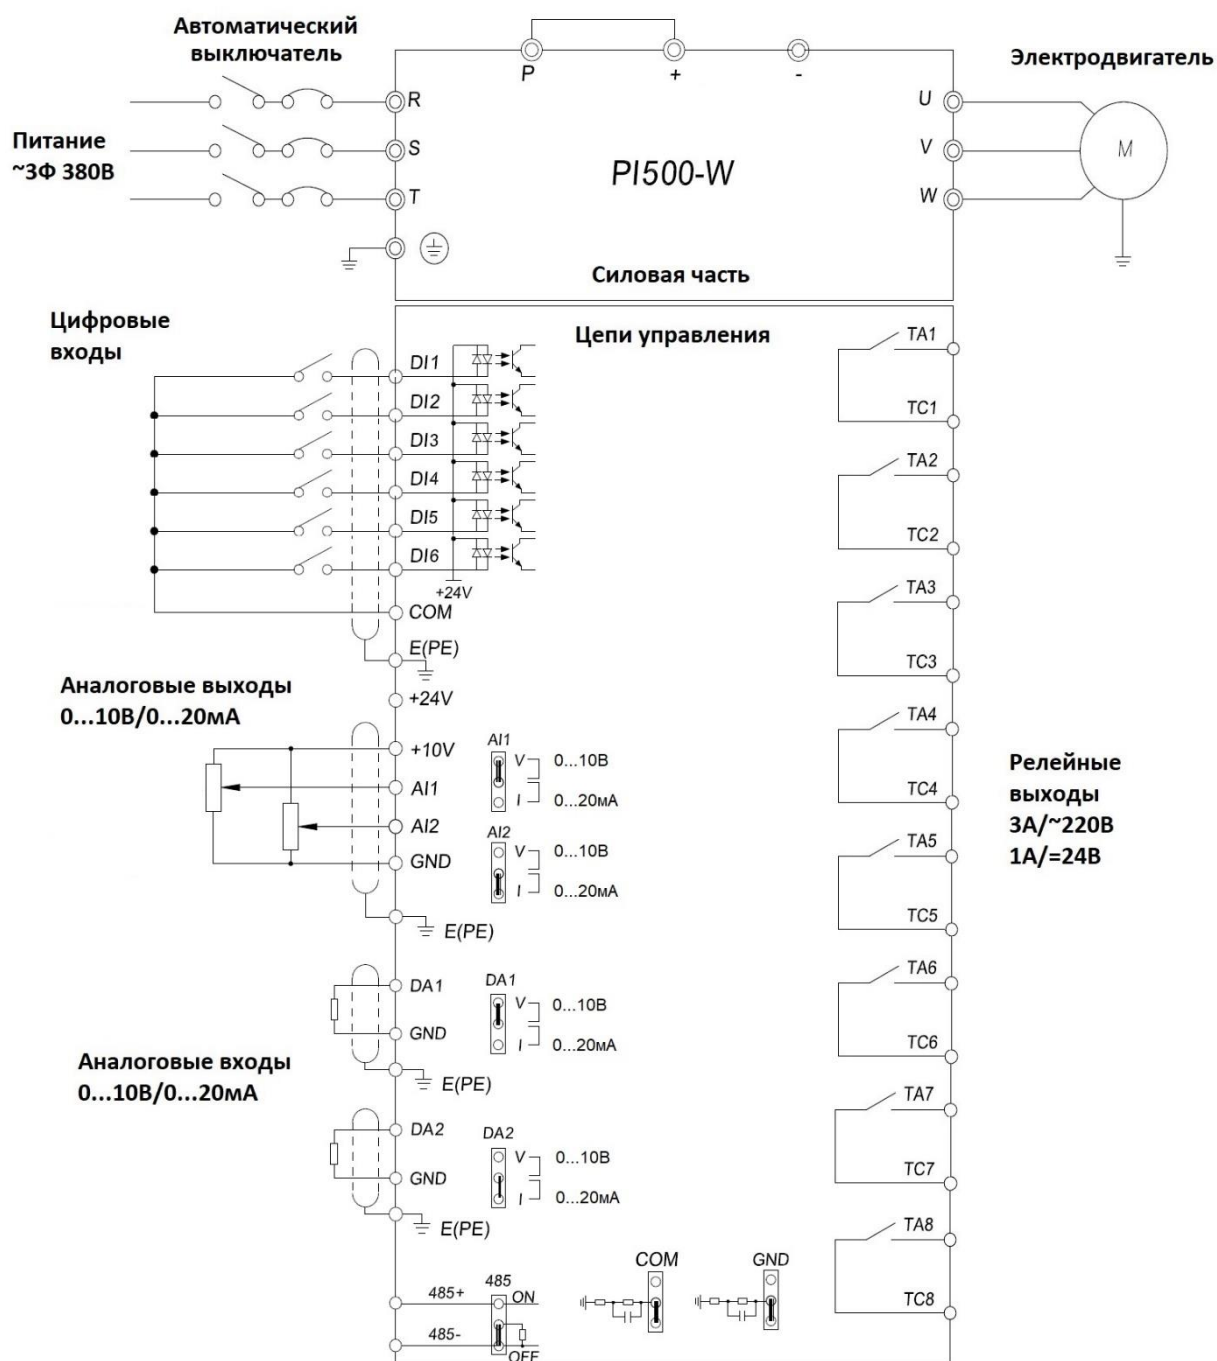 Автоматический
выключатель
Электродвигатель
P
+
-
R
S
T
U
V
W
M
Питание
~3Ф 380В
PI500-W
Силовая часть
Цифровые
входы
Цепи управления
DI1
DI2
DI3
DI4
DI5
DI6
+24V
COM
E(PE)
+24V
Аналоговые выходы
0...10В/0...20мА
+10V
AI1
AI2
GND
E(PE)
AI1
V
0...10В
I
0...20мА
AI2
V
0...10В
I
0...20мА
DA1
GND
E(PE)
DA1
V
0...10В
I
0...20мА
Аналоговые входы
0...10В/0...20мА
DA2
GND
E(PE)
DA2
V
0...10В
I
0...20мА
485+
485-
485
ON
OFF
COM
GND
TA1
TC1
TA2
TC2
TA3
TC3
TA4
TC4
TA5
TC5
TA6
TC6
TA7
TC7
TA8
TC8
Релейные
выходы
3А/~220В
1А/=24В